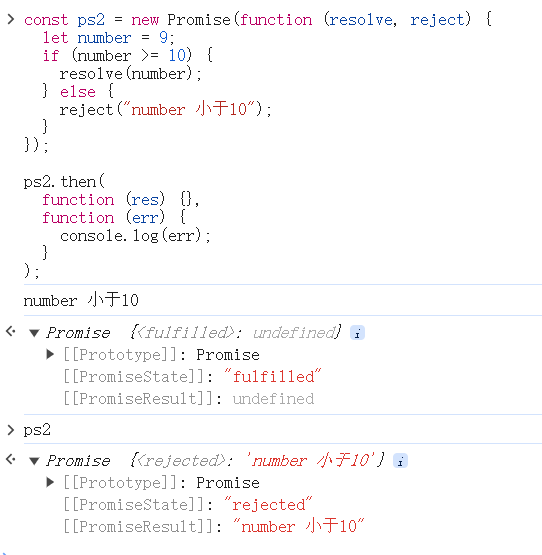 const ps2 = new Promise(function (resolve, reject) {
  let number = 9;
  if (number >= 10) {
    resolve(number);
  } else {
    reject("number 小于10");
  }
});

ps2.then(
  function (res) {},
  function (err) {
    console.log(err);
  }
);
number 小于10
Promise {<fulfilled>: undefined} i
[[Prototype]]: Promise
[[PromiseState]]: "fulfilled"
[[PromiseResult]]: undefined
ps2
Promise {<rejected>: 'number 小于10'} i
[[Prototype]]: Promise
[[PromiseState]]: "rejected"
[[PromiseResult]]: "number 小于10"